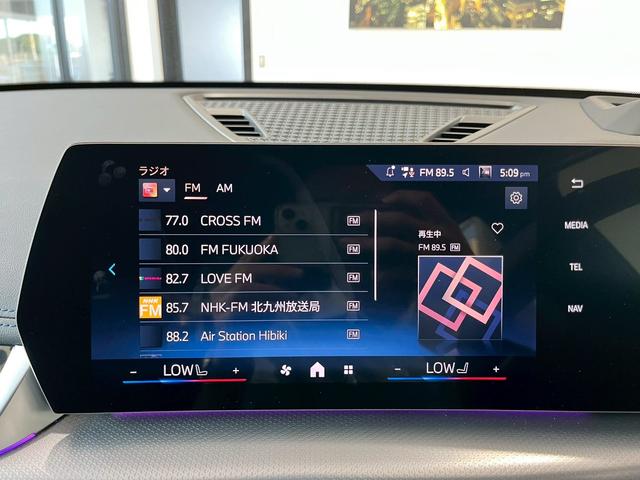 ラジオ
FM 89.5 5:09 pm
FM AM
77.0 CROSS FM FM
80.0 FM FUKUOKA FM
82.7 LOVE FM FM
NHK FM 85.7 NHK-FM 北九州放送局 FM
88.2 Air Station Hibiki FM
再生中
FM 89.5 FM
MEDIA
TEL
NAV
− LOW + − LOW +